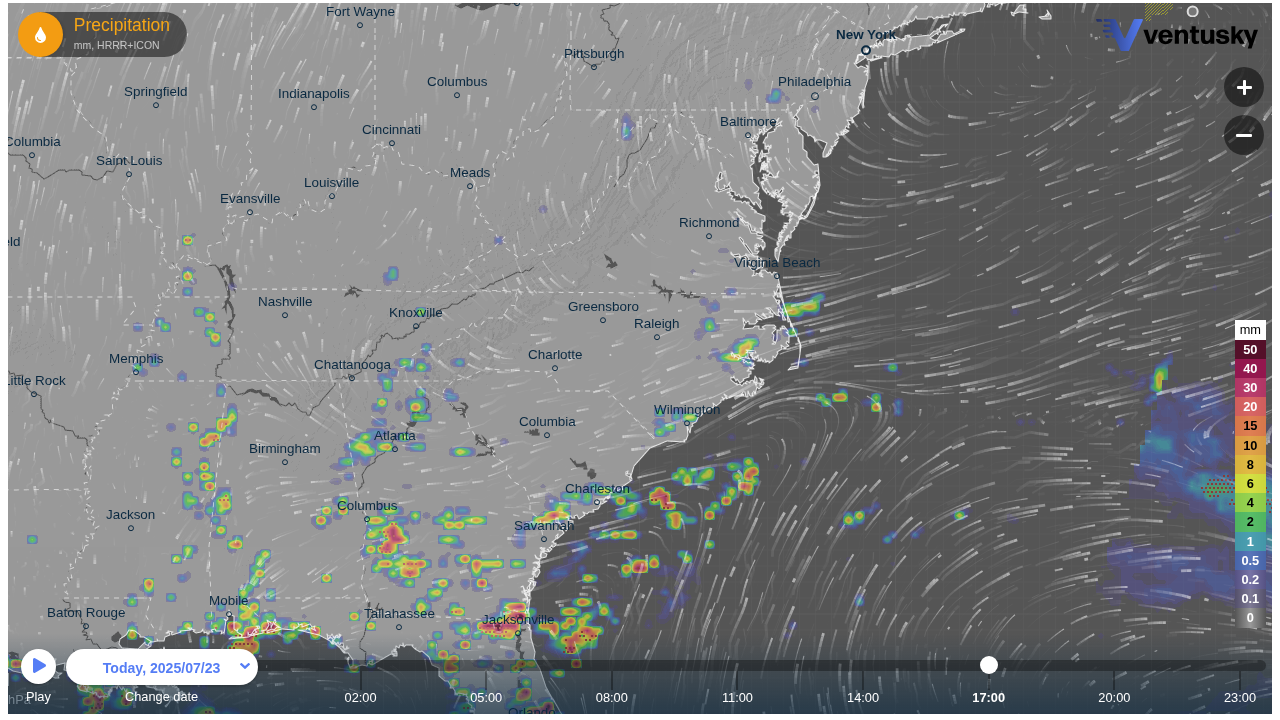 Precipitation
mm, HRRR+ICON
ventusky
Fort Wayne
New York
Pittsburgh
Springfield
Indianapolis
Columbus
Philadelphia
Columbia
Cincinnati
Baltimore
Saint Louis
Louisville
Meads
Evansville
Richmond
eld
Virginia Beach
Nashville
Knoxville
Greensboro
Raleigh
mm
50
40
30
20
15
10
8
6
4
2
1
0.5
0.2
0.1
0
Memphis
Chattanooga
Charlotte
Little Rock
Wilmington
Columbia
Birmingham
Atlanta
Charleston
Jackson
Columbus
Savannah
Mobile
Baton Rouge
Tallahassee
Jacksonville
Today, 2025/07/23
hPa
Play
Change date
02:00
05:00
08:00
11:00
14:00
17:00
20:00
23:00
Orlando